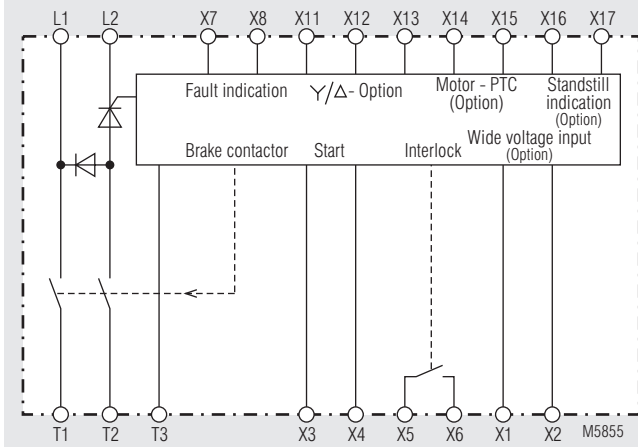 L1 L2 X7 X8 X11 X12 X13 X14 X15 X16 X17
Fault indication
Y/Δ- Option
Motor - PTC
(Option)
Standstill
indication
(Option)
Brake contactor
Start
Interlock
Wide voltage input
(Option)
T1 T2 T3 X3 X4 X5 X6 X1 X2 M5855